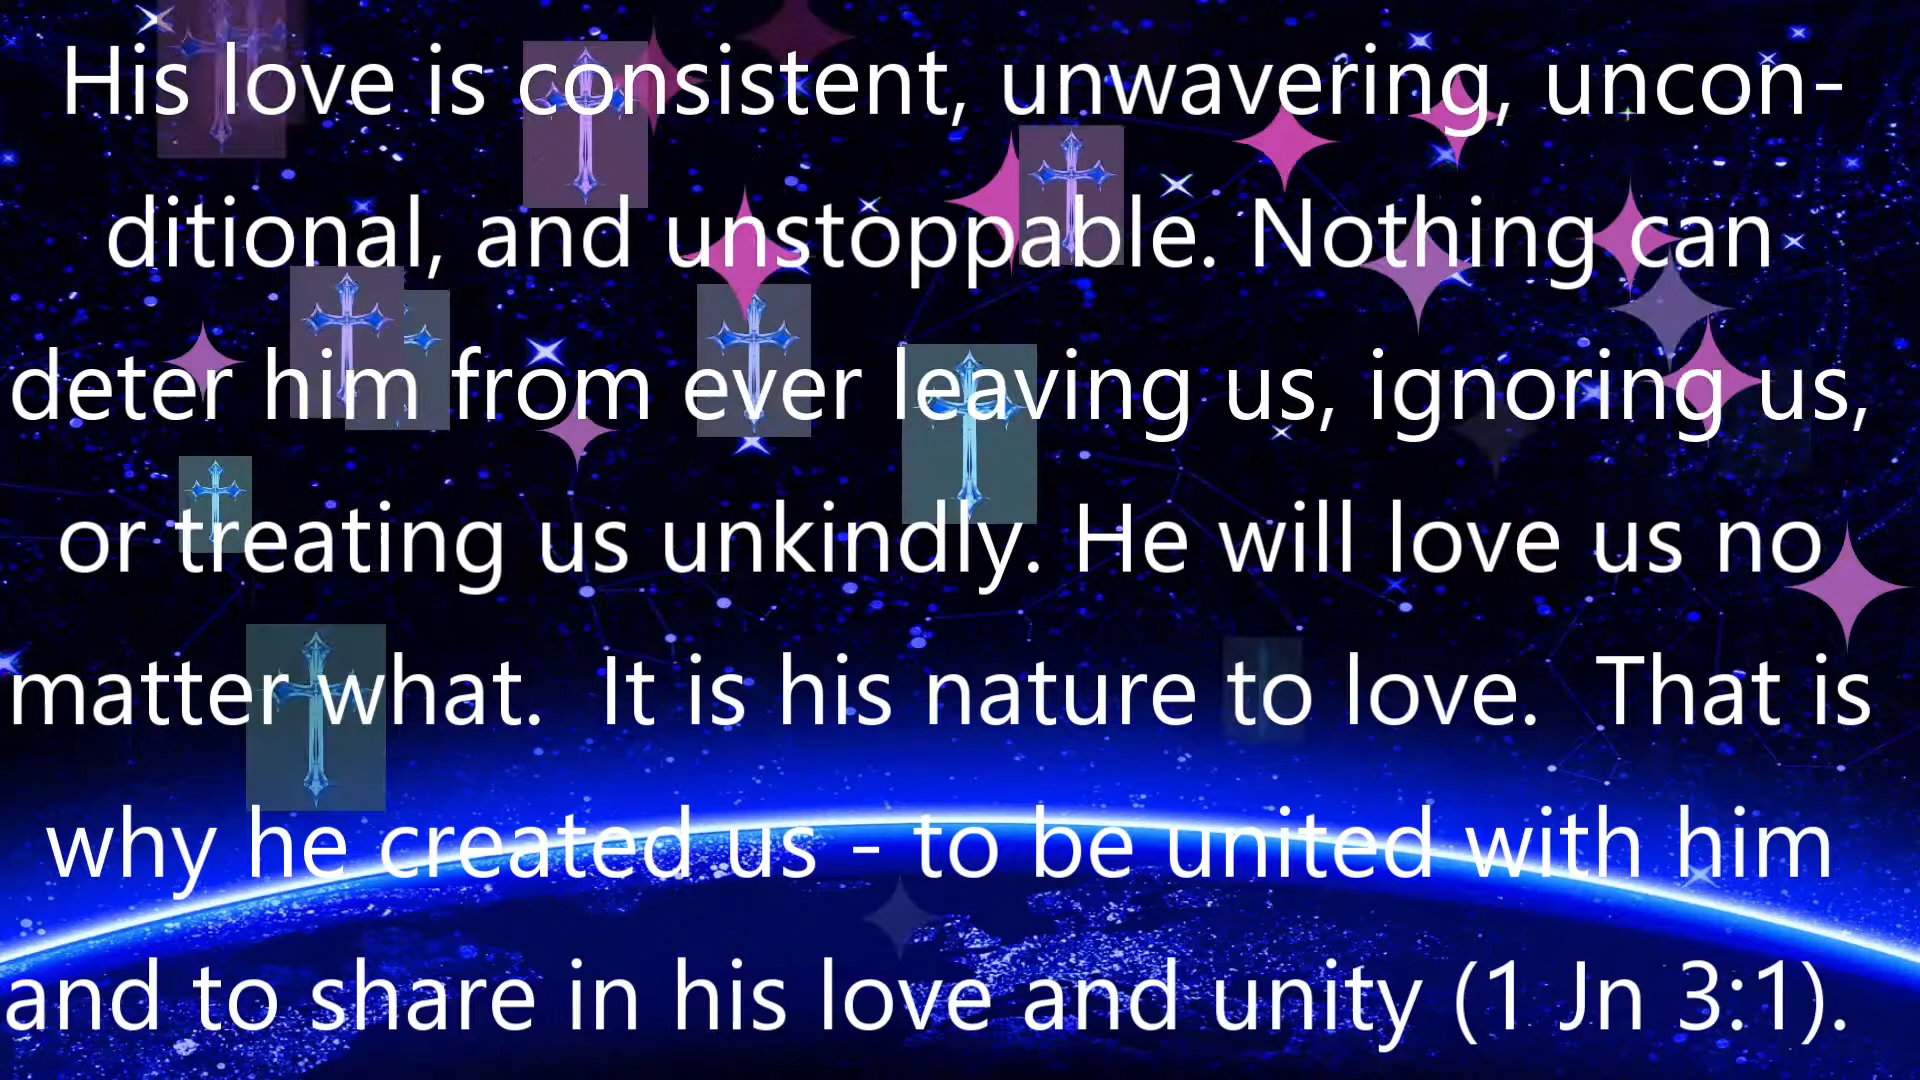 His love is consistent, unwavering, uncon-
ditional, and unstoppable. Nothing can
deter him from ever leaving us, ignoring us,
or treating us unkindly. He will love us no
matter what.  It is his nature to love.  That is
why he created us - to be united with him
and to share in his love and unity (1 Jn 3:1).